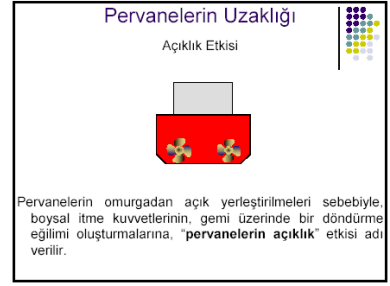 Pervanelerin Uzaklığı
Açıklık Etkisi
Pervanelerin omurgadan açık yerleştirilmeleri sebebiyle,
boysal itme kuvvetlerinin, gemi üzerinde bir döndürme
eğilimi oluşturmalarına, “pervanelerin açıklık” etkisi adı
verilir.